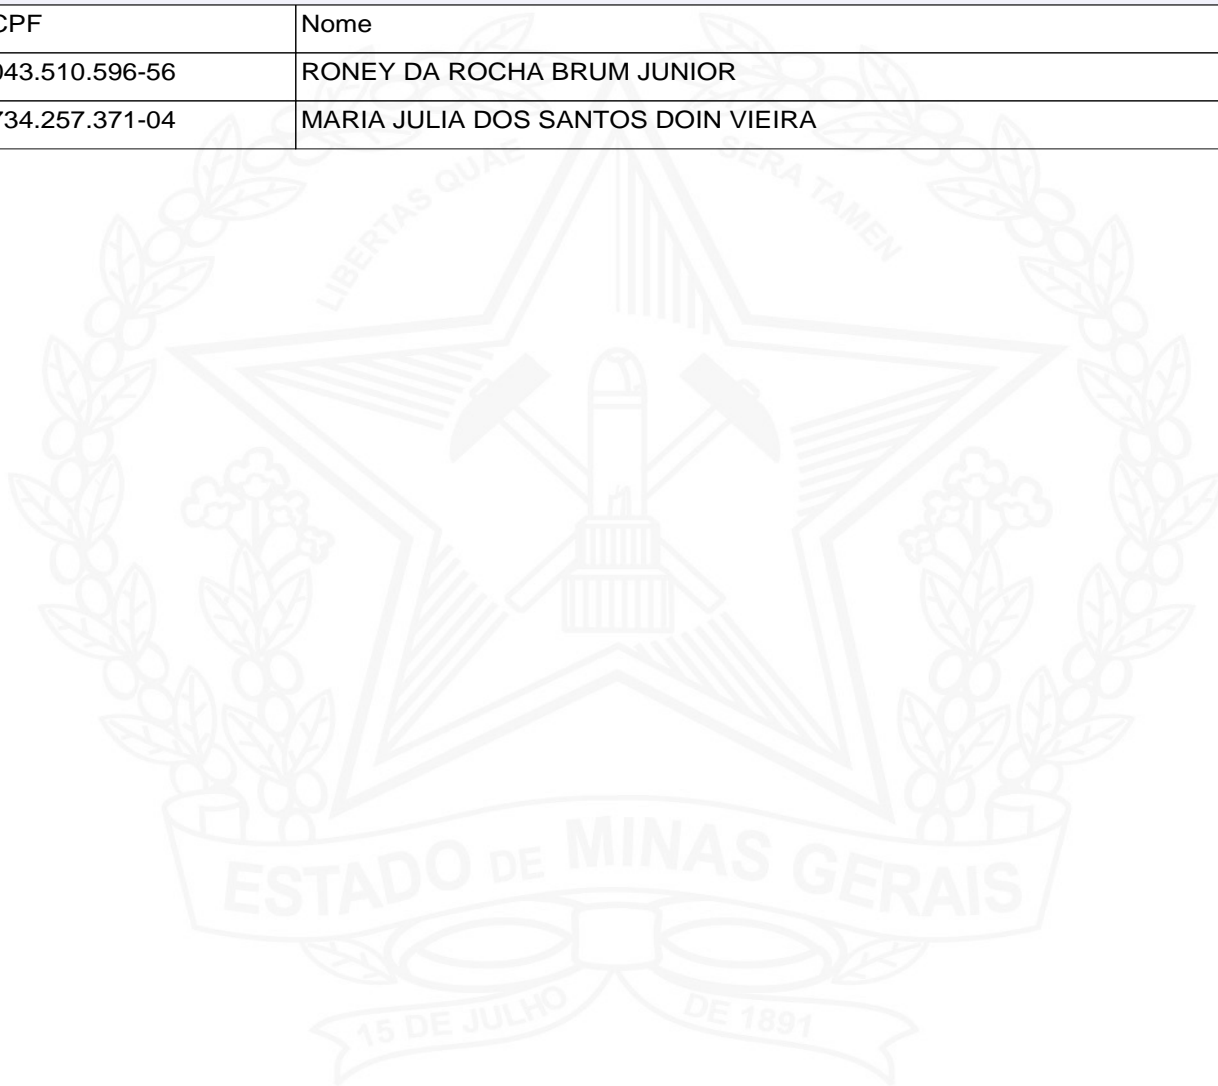 CPF Nome
043.510.596-56 RONEY DA ROCHA BRUM JUNIOR
734.257.371-04 MARIA JULIA DOS SANTOS DOIN VIEIRA
LIBERTAS QUAE SERA TAMEN
ESTADO DE MINAS GERAIS
15 DE JULHO DE 1891